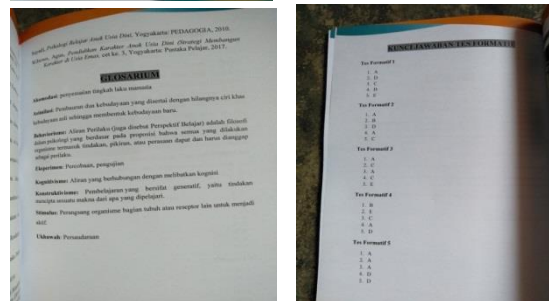 Psikologi Belajar Anak Usia Dini, Yogyakarta: PEDAGOGIA, 2010.
Agus, Pendidikan Karakter Anak Usia Dini (Strategi Membangun
Karakter di Usia Emas, cet ke. 5, Yogyakarta: Pustaka Pelajar, 2017.
GLOSARIUM
Akomodasi: penyesuaian tingkah laku manusia
Asimilasi: Pembauran dan kebudayaan yang disertai dengan hilangnya ciri khas
kebudayaan asli sehingga membentuk kebudayaan baru.
Behaviorisme: Aliran Perilaku (juga disebut Perspektif Belajar) adalah filosofi
dalam psikologi yang berdasar pada proposisi bahwa semua yang dilakukan
organisme termasuk tindakan, pikiran, atau perasaan dapat dan harus dianggap
sebagai perilaku.
Eksperimen: Percobaan, pengujian
Kognitivisme: Aliran yang berhubungan dengan melibatkan kognisi
Konstruktivisme: Pembelajaran yang bersifat generatif, yaitu tindakan
mencipta sesuatu makna dari apa yang dipelajari.
Stimulus: Perangsang organisme bagian tubuh atau reseptor lain untuk menjadi
aktif.
Ukhuwah: Persaudaraan
KUNCI JAWABAN TES FORMATIF
Tes Formatif 1
1. A
2. D
3. C
4. D
5. E
Tes Formatif 2
1. A
2. B
3. D
4. A
5. C
Tes Formatif 3
1. A
2. C
3. A
4. C
5. E
Tes Formatif 4
1. B
2. E
3. C
4. A
5. D
Tes Formatif 5
1. A
2. A
3. A
4. D
5. D